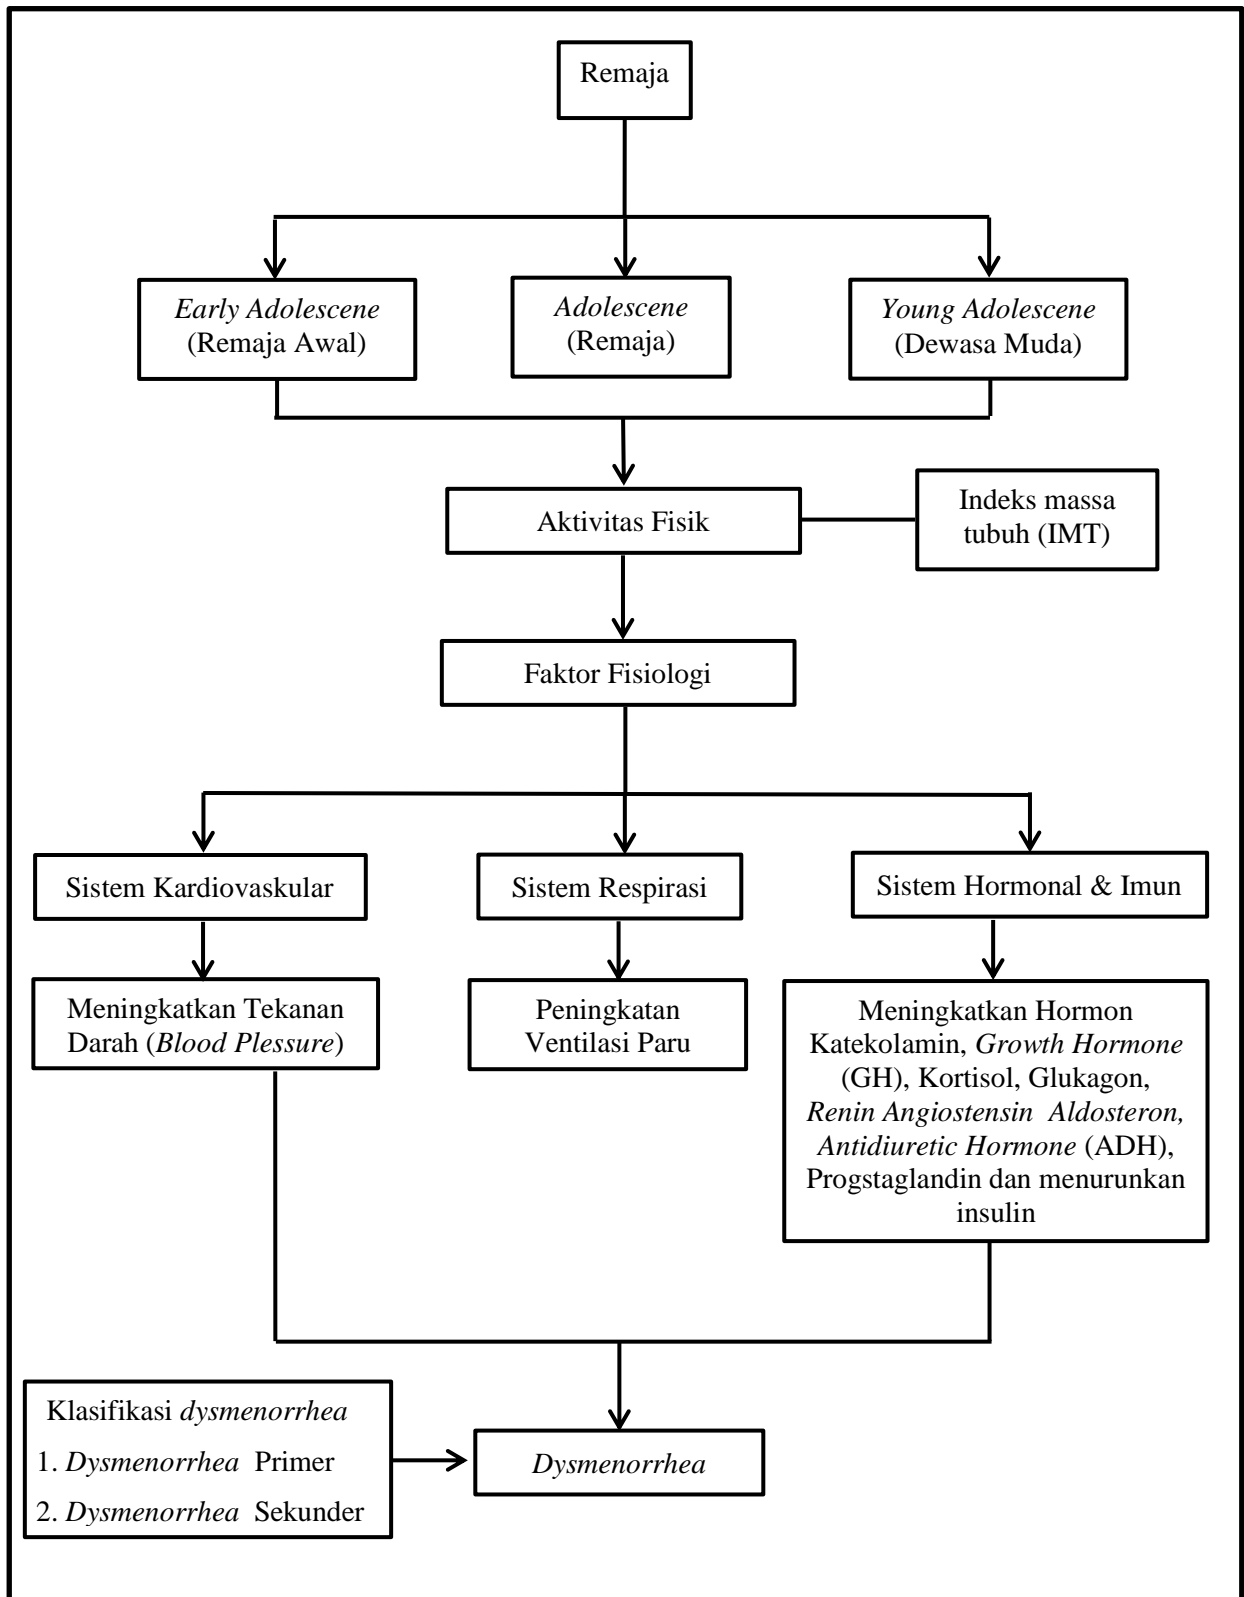 Remaja
Early Adolescene
(Remaja Awal)
Adolescene
(Remaja)
Young Adolescene
(Dewasa Muda)
Aktivitas Fisik
Indeks massa
tubuh (IMT)
Faktor Fisiologi
Sistem Kardiovaskular
Sistem Respirasi
Sistem Hormonal & Imun
Meningkatkan Tekanan
Darah (Blood Plessure)
Peningkatan
Ventilasi Paru
Meningkatkan Hormon
Katekolamin, Growth Hormone
(GH), Kortisol, Glukagon,
Renin Angiostensin Aldosteron,
Antidiuretic Hormone (ADH),
Progstaglandin dan menurunkan
insulin
Klasifikasi dysmenorrhea
1. Dysmenorrhea Primer
2. Dysmenorrhea Sekunder
Dysmenorrhea